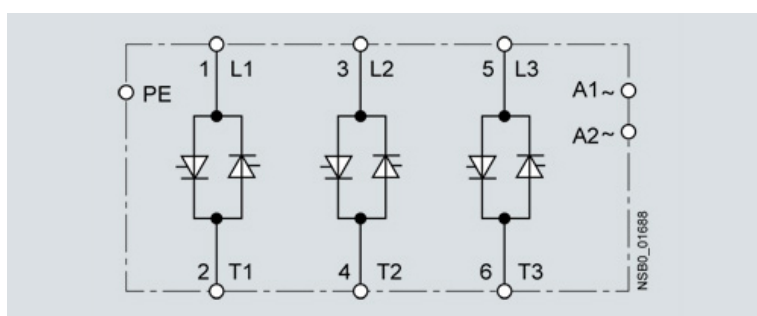 1 L1 3 L2 5 L3
PE
A1~
A2~
2 T1 4 T2 6 T3
NSB0_01688